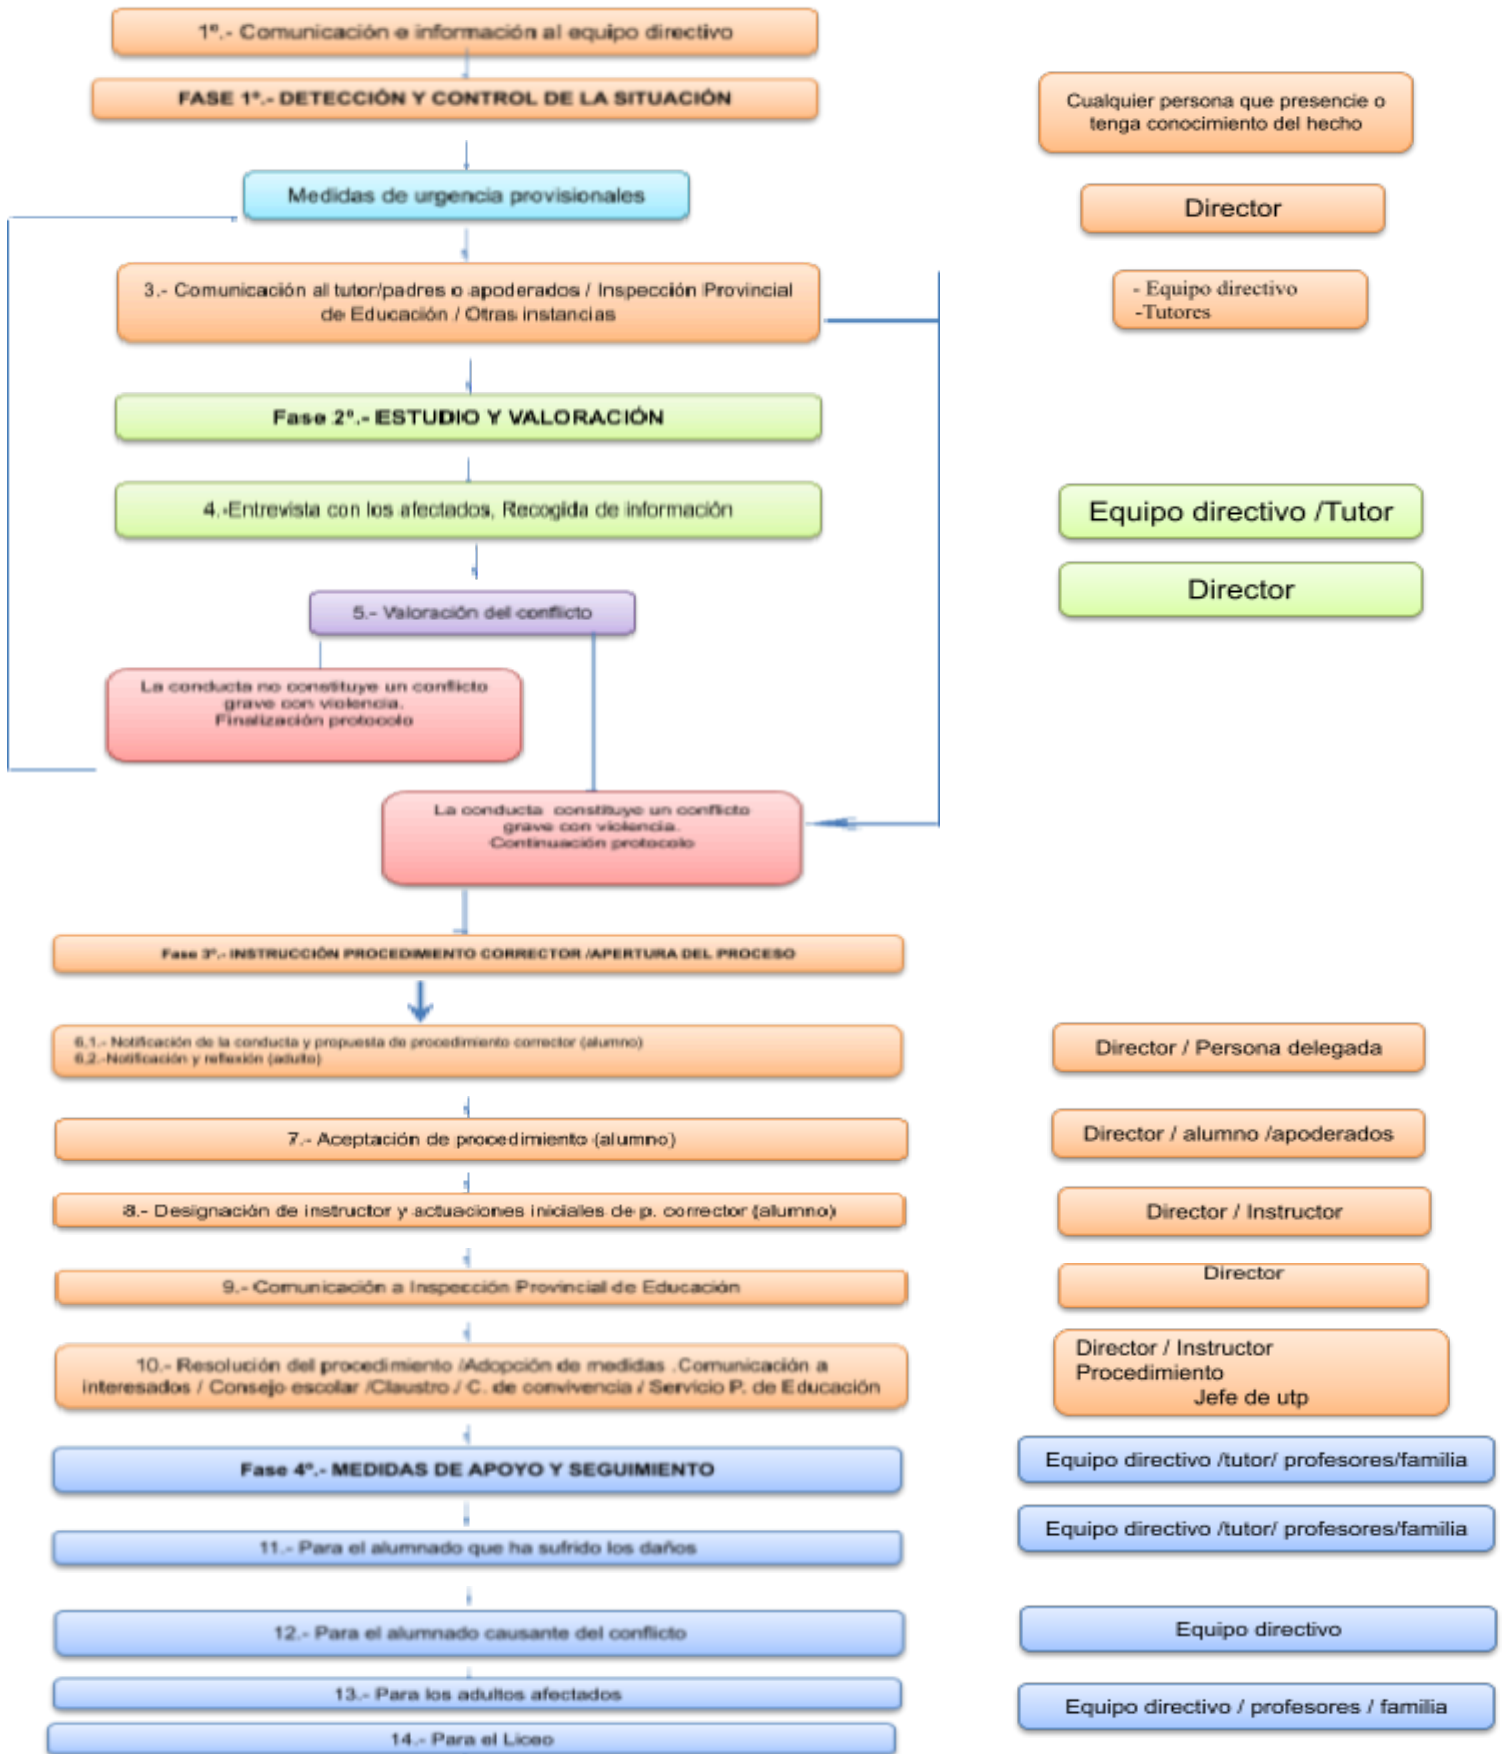 1º.- Comunicación e información al equipo directivo
FASE 1º.- DETECCIÓN Y CONTROL DE LA SITUACIÓN
Cualquier persona que presencie o
tenga conocimiento del hecho
Medidas de urgencia provisionales
Director
3.- Comunicación al tutor/padres o apoderados / Inspección Provincial
de Educación / Otras instancias
- Equipo directivo
-Tutores
Fase 2º.- ESTUDIO Y VALORACIÓN
4.-Entrevista con los afectados, Recogida de información
Equipo directivo /Tutor
5.- Valoración del conflicto
Director
La conducta no constituye un conflicto
grave con violencia.
Finalización protocolo
La conducta constituye un conflicto
grave con violencia.
Continuación protocolo
Fase 3º.- INSTRUCCIÓN PROCEDIMIENTO CORRECTOR /APERTURA DEL PROCESO
6.1.- Notificación de la conducta y propuesta de procedimiento corrector (alumno)
6.2.-Notificación y reflexión (adulto)
Director / Persona delegada
7.- Aceptación de procedimiento (alumno)
Director / alumno /apoderados
8.- Designación de instructor y actuaciones iniciales de p. corrector (alumno)
Director / Instructor
9.- Comunicación a Inspección Provincial de Educación
Director
10.- Resolución del procedimiento /Adopción de medidas .Comunicación a
interesados / Consejo escolar /Claustro / C. de convivencia / Servicio P. de Educación
Director / Instructor
Procedimiento
Jefe de utp
Fase 4º.- MEDIDAS DE APOYO Y SEGUIMIENTO
Equipo directivo /tutor/ profesores/familia
11.- Para el alumnado que ha sufrido los daños
Equipo directivo /tutor/ profesores/familia
12.- Para el alumnado causante del conflicto
Equipo directivo
13.- Para los adultos afectados
Equipo directivo / profesores / familia
14.- Para el Liceo